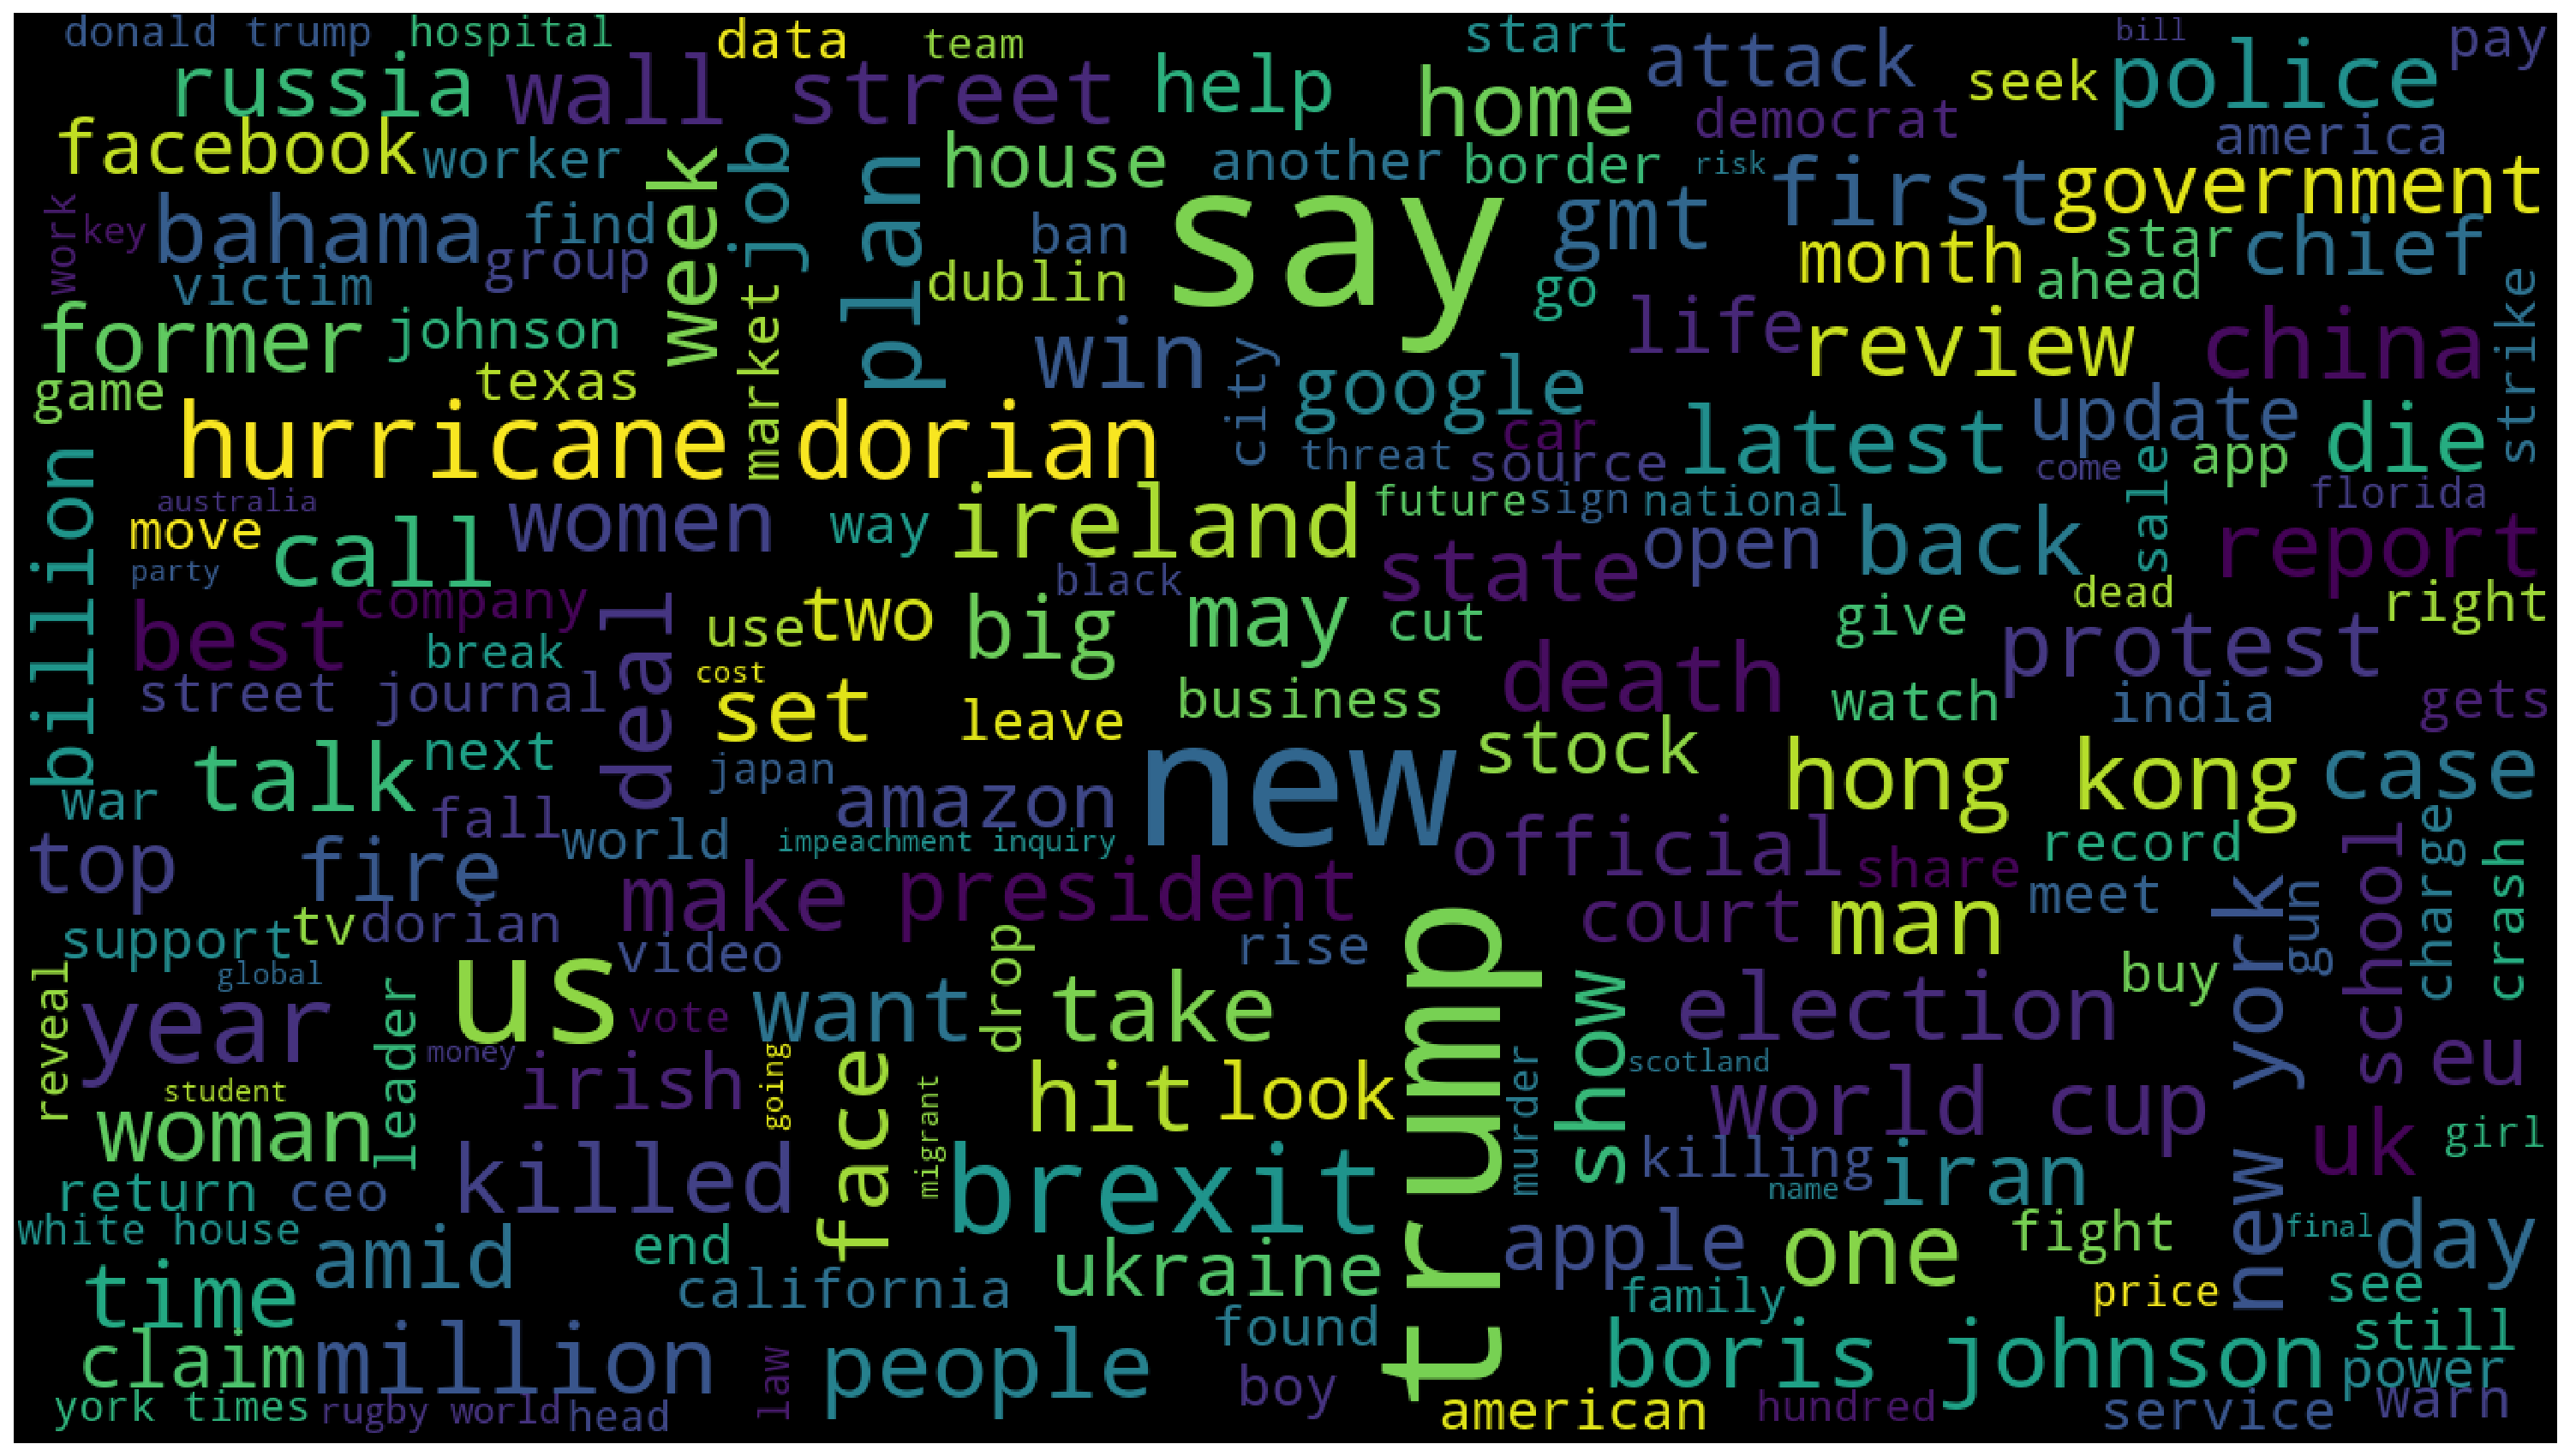 donald trump
hospital
data
team
start
attack
bill
pay
russia
wall street
help
home
seek
police
democrat
america
facebook
worker
week
job
plan
house
another
border
risk
first
government
work
key
bahama
find
group
ban
say
gmt
month
star
chief
victim
market
dublin
go
ahead
strike
former
johnson
win
life
review
china
game
texas
city
google
update
hurricane dorian
threat
car
source
latest
come
sale
app
die
billion
australia
women
way
ireland
future
sign
national
florida
move
call
open
back
report
party
black
state
dead
best
company
deal
use
two
big
may
cut
give
right
break
cost
death
protest
street journal
set
leave
business
watch
india
gets
talk
next
japan
new
stock
hong kong
case
war
fall
world
amazon
impeachment inquiry
official
share
record
charge
crash
top
fire
make
president
court
man
meet
new york
gun
school
support
tv
dorian
video
drop
rise
trump
show
buy
reveal
global
year
leader
us
vote
want
take
election
money
irish
going
face
hit
look
murder
scotland
world cup
eu
student
woman
migrant
killed
brexit
killing
iran
uk
girl
return
ceo
name
white house
amid
end
ukraine
apple
one
fight
final
day
time
california
family
price
see
claim
million
law
people
found
boy
boris johnson
still
power
york times
rugby world
head
american
hundred
service
warn